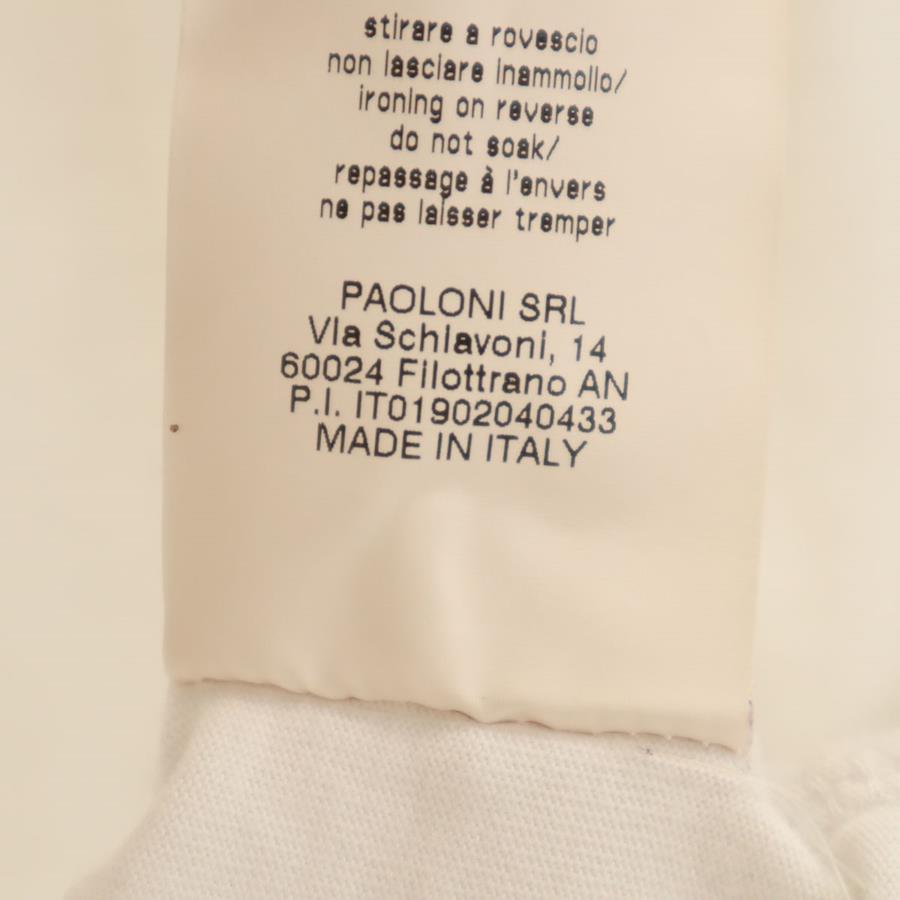 stirare a rovescio
non lasciare inammollo/
ironing on reverse
do not soak/
repassage à l'envers
ne pas laisser tremper
PAOLONI SRL
Via Schiavoni, 14
60024 Filottrano AN
P.I. IT01902040433
MADE IN ITALY